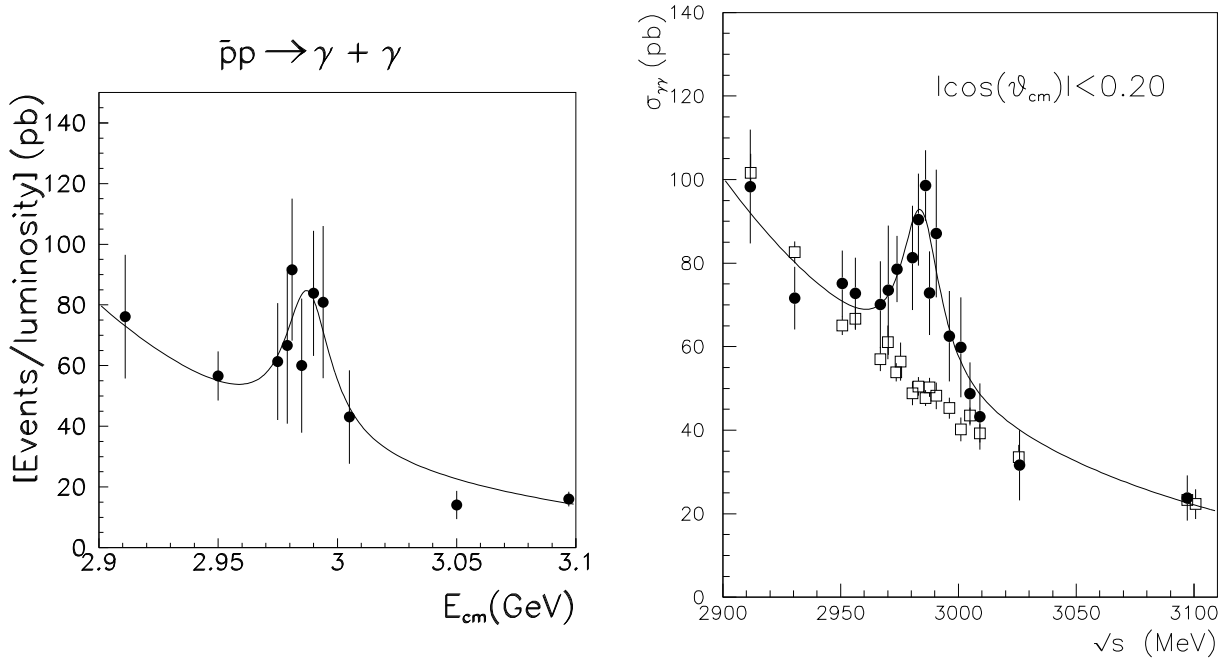 p̄p → γ + γ
[Events/luminosity] (pb)
140
120
100
80
60
40
20
0
2.9 2.95 3 3.05 3.1
E_cm(GeV)
σ_γγ (pb)
|cos(ϑ_cm)|<0.20
140
120
100
80
60
40
20
0
2900 2950 3000 3050 3100
√s (MeV)